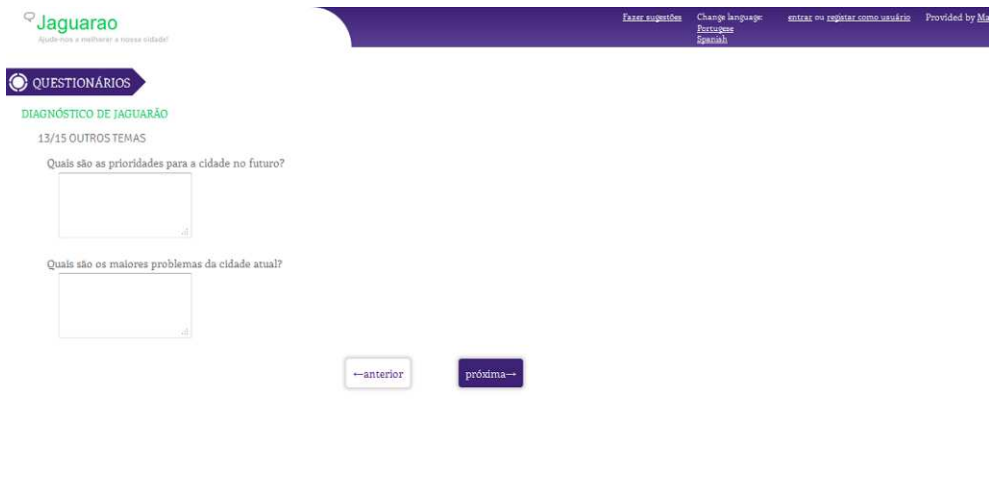 Jaguarao
Ajude-nos a melhorar a nossa cidade!
Fazer sugestões
Change language:
Portugese
Spanish
entrar ou registar como usuário
Provided by Ma
QUESTIONÁRIOS
DIAGNÓSTICO DE JAGUARÃO
13/15 OUTROS TEMAS
Quais são as prioridades para a cidade no futuro?
Quais são os maiores problemas da cidade atual?
←anterior
próxima→